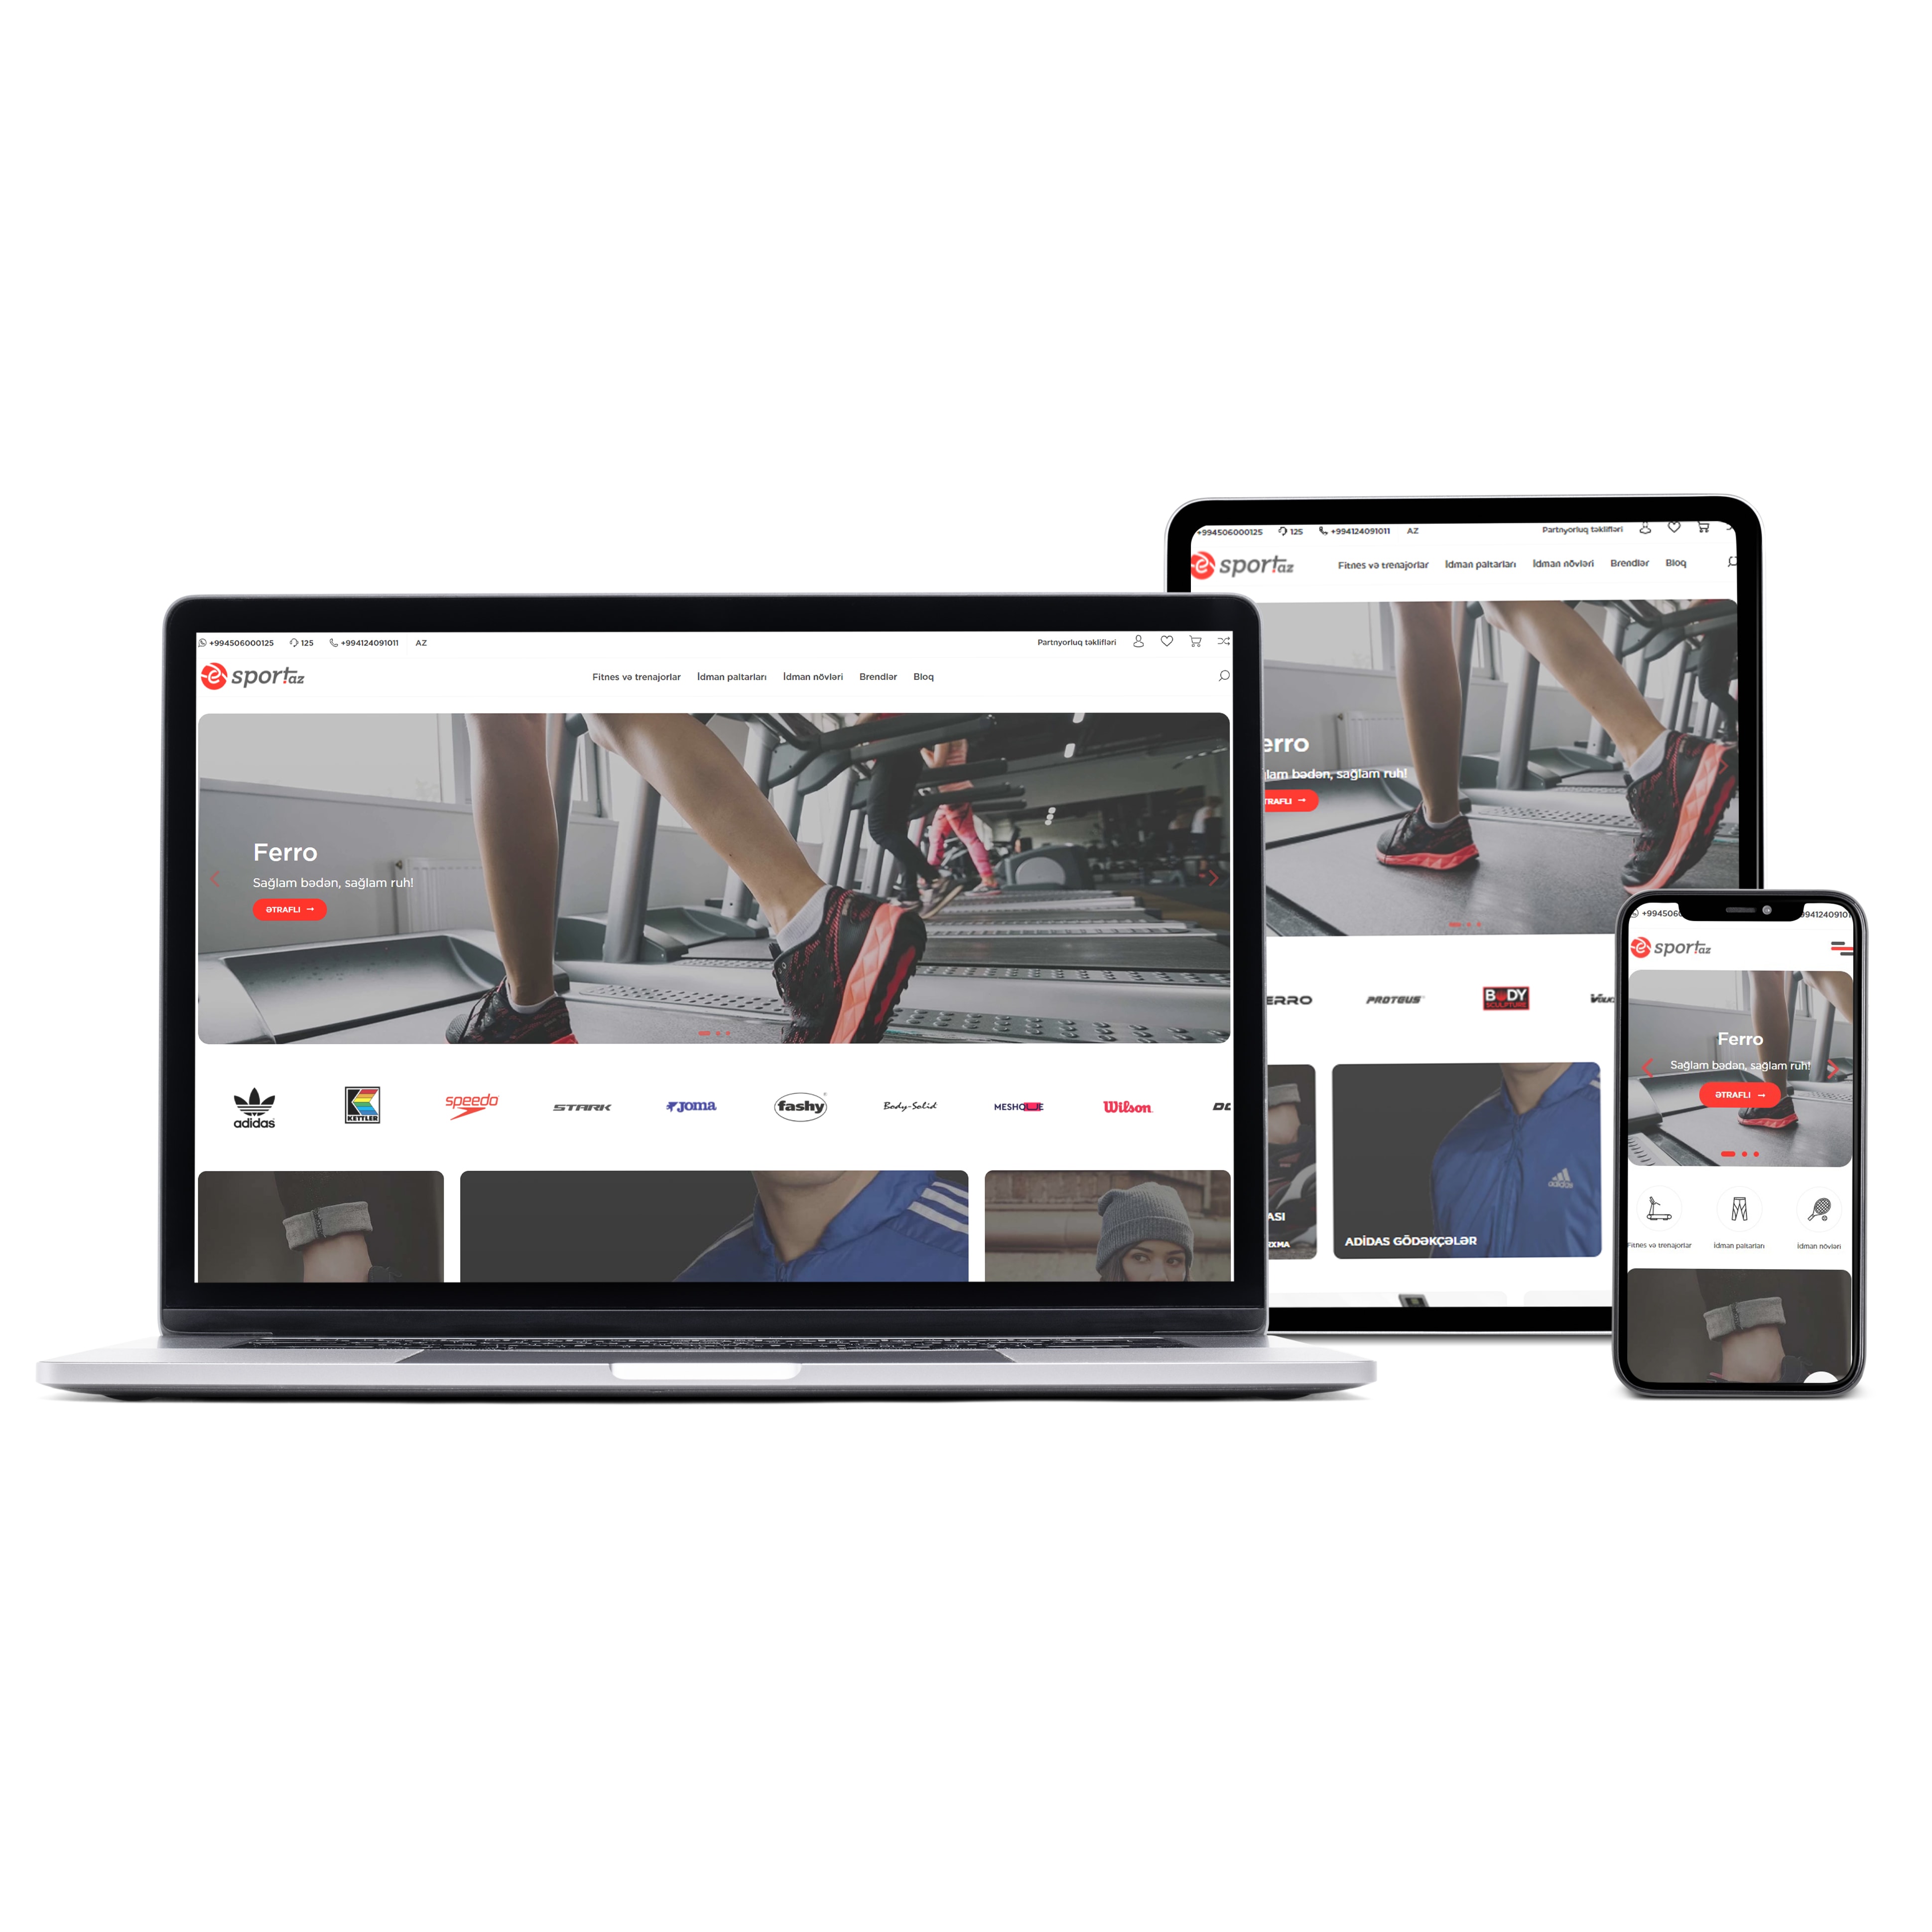 +994506000125 125 +994124091011 AZ Partnyorluq təklifləri
e sport.az Fitnes və trenajorlar İdman paltarları İdman növləri Brendlər Bloq
Ferro
Sağlam bədən, sağlam ruh!
ƏTRAFLI →
adidas KETTLER speedo STARK Joma fashy Body-Solid MESHQUE Wilson
+994506000125 125 +994124091011 AZ Partnyorluq təklifləri
e sport.az Fitnes və trenajorlar İdman paltarları İdman növləri Brendlər Bloq
erro
lam bədən, sağlam ruh!
TRAFLI →
ERRO PROTEUS BODY SCULPTURE
adidas
ASI
ADİDAS GÖDƏKÇƏLƏR
+9945060 994124091011
e sport.az
Ferro
Sağlam bədən, sağlam ruh!
ƏTRAFLI →
Fitnes və trenajorlar İdman paltarları İdman növləri